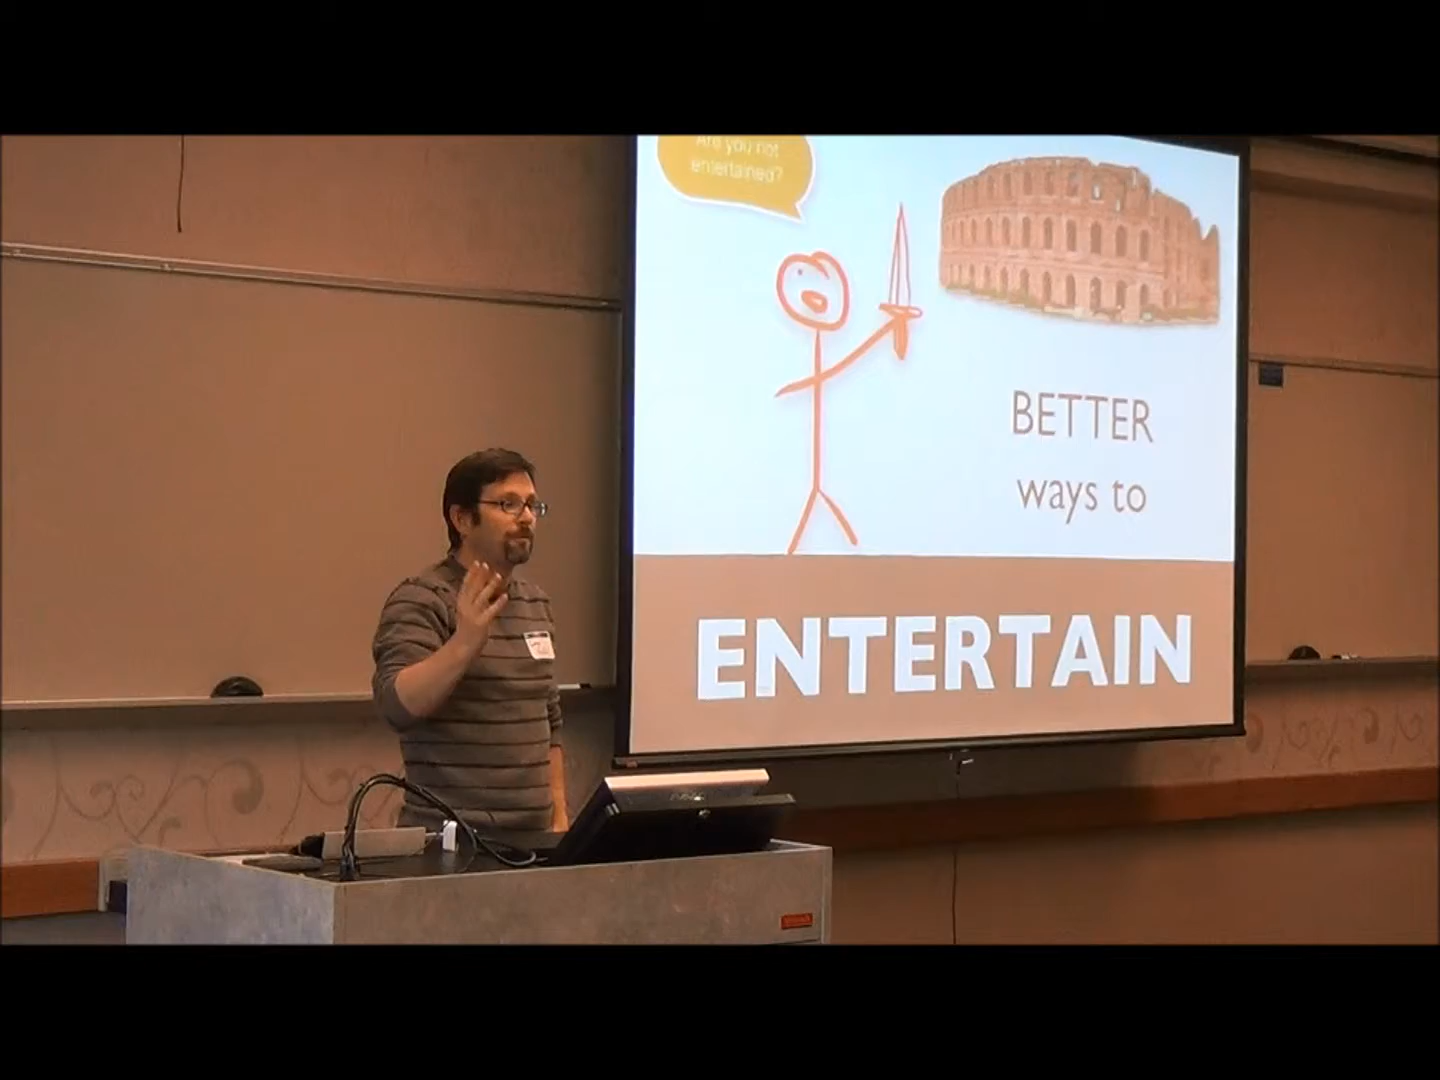 Are you not
entertained?
BETTER
ways to
ENTERTAIN